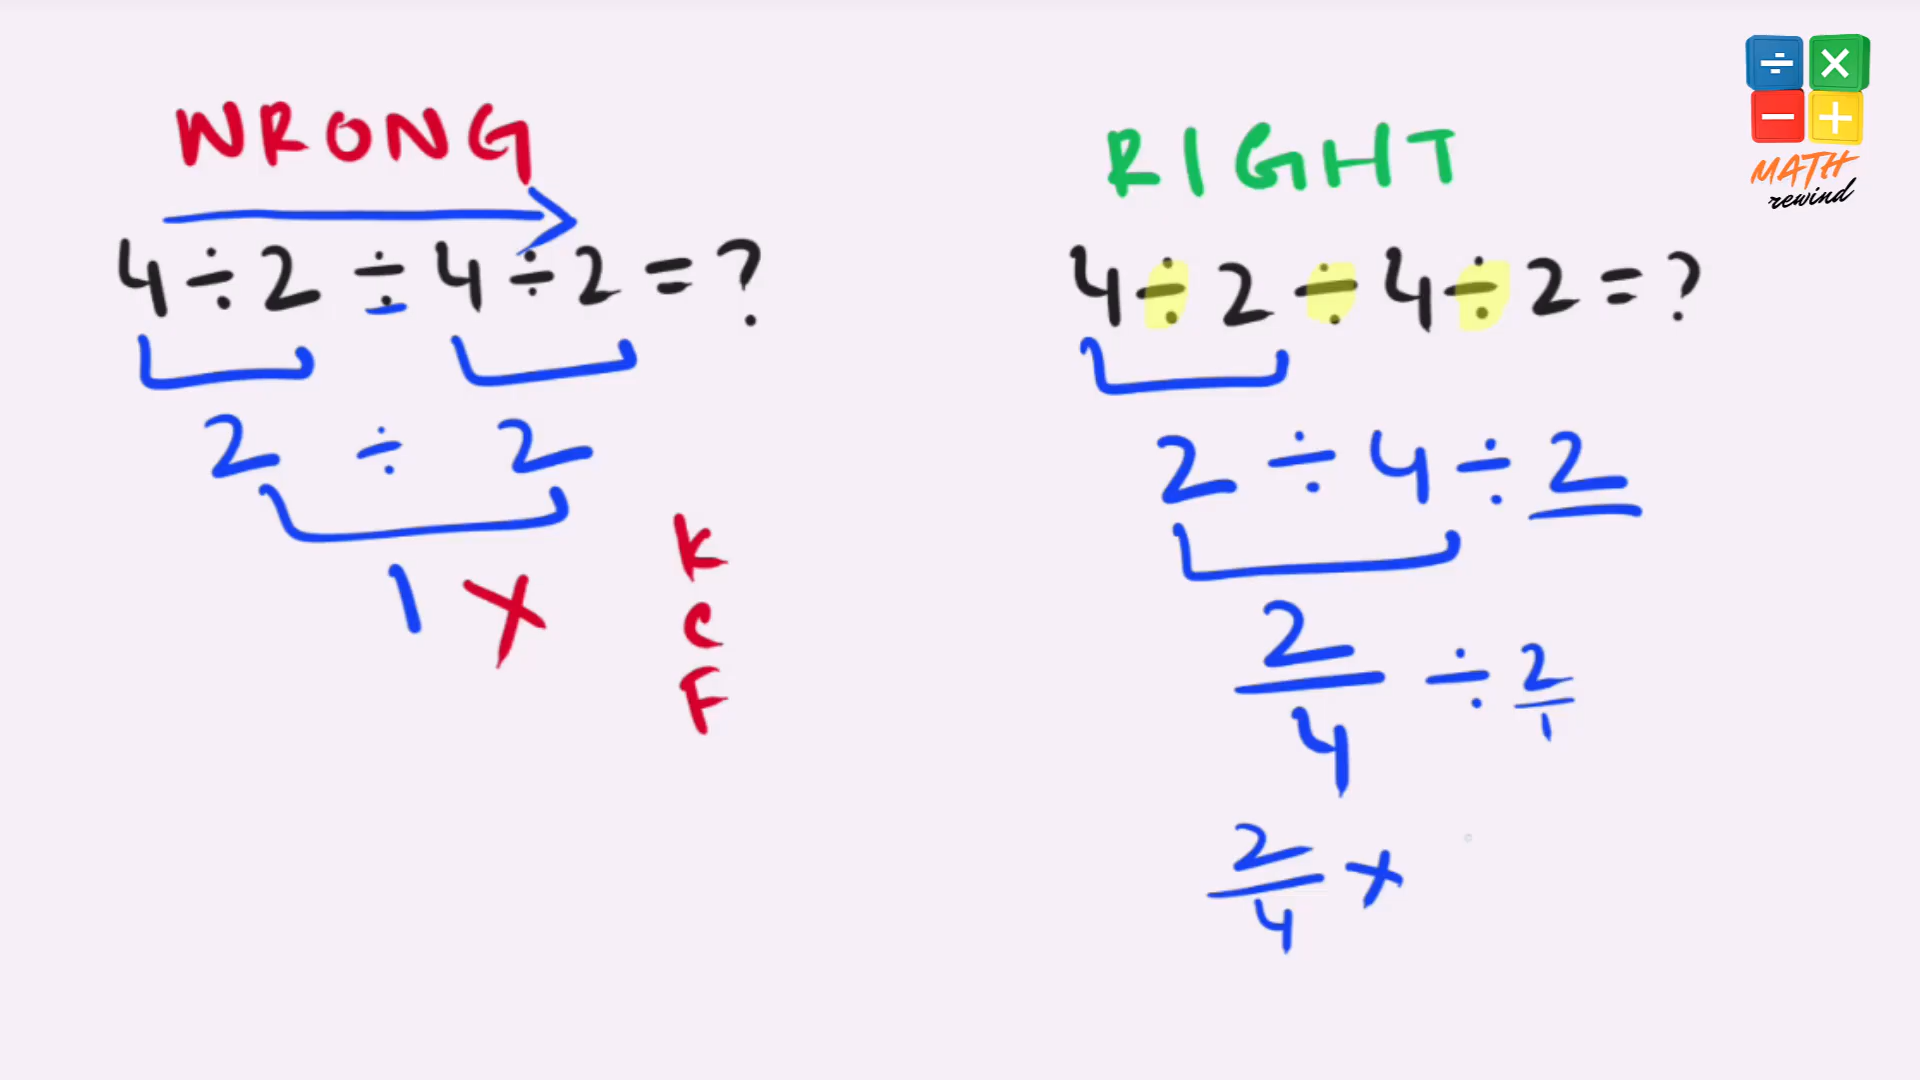 WRONG
4÷2÷4÷2=?
2 ÷ 2
1 X
K
C
F
RIGHT
4÷2÷4÷2=?
2÷4÷2
2/4 ÷ 2/1
2/4 ×
÷ ×
− +
MATH
rewind